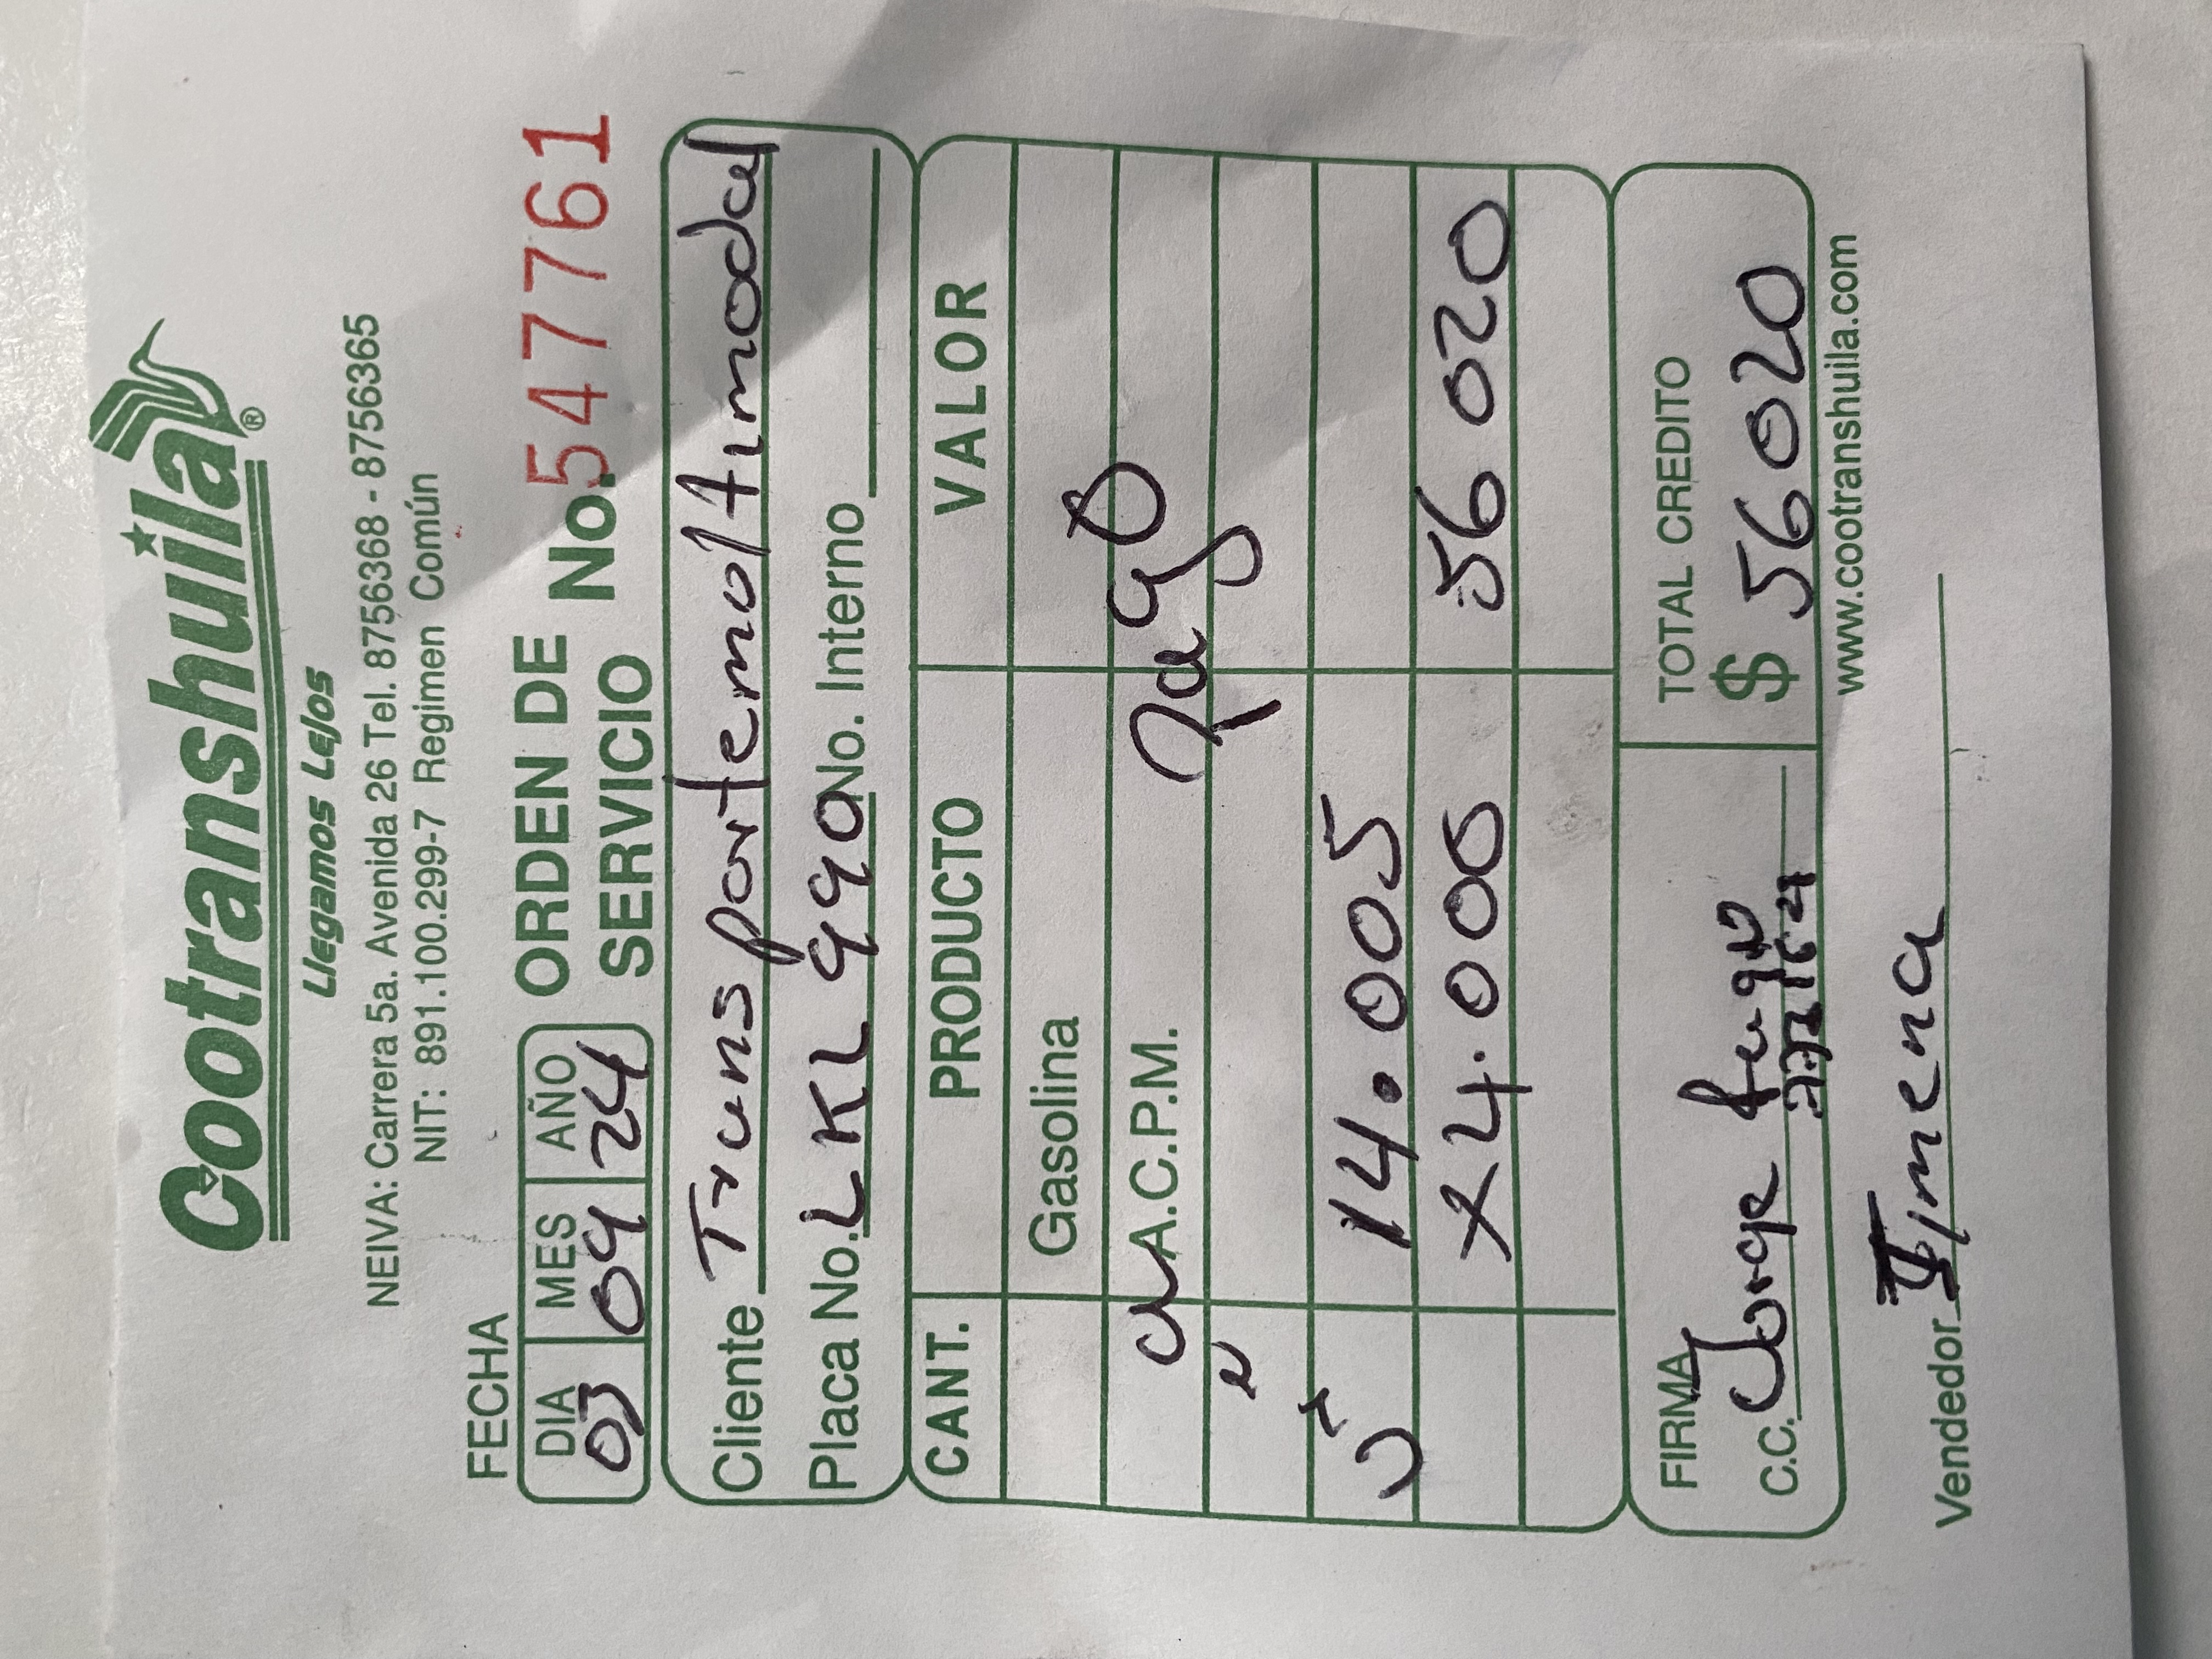 Cootranshuila®
Llegamos Lejos
NEIVA: Carrera 5a. Avenida 26 Tel. 8756368 - 8756365
NIT: 891.100.299-7 Regimen Común
FECHA
DIA MES AÑO
03 09 24
ORDEN DE SERVICIO No. 547761
Cliente Transportemoltimodal
Placa No. LKL 990 No. Interno
CANT. PRODUCTO VALOR
Gasolina
A.C.P.M.
Pago
14.005
X4.000 56020
FIRMA Jorge
C.C.
TOTAL CREDITO
$ 56020
www.cootranshuila.com
Vendedor Jimena